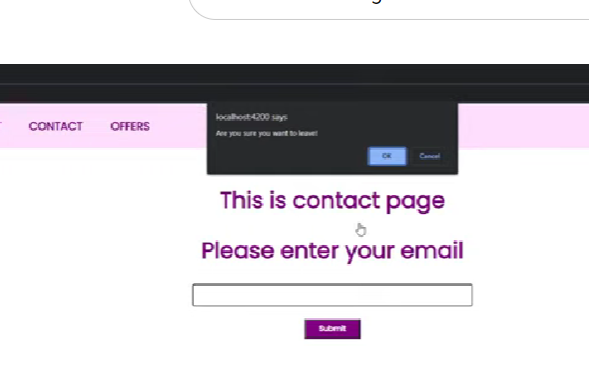 CONTACT OFFERS
localhost:4200 says
Are you sure you want to leave!
OK Cancel
This is contact page
Please enter your email
Submit